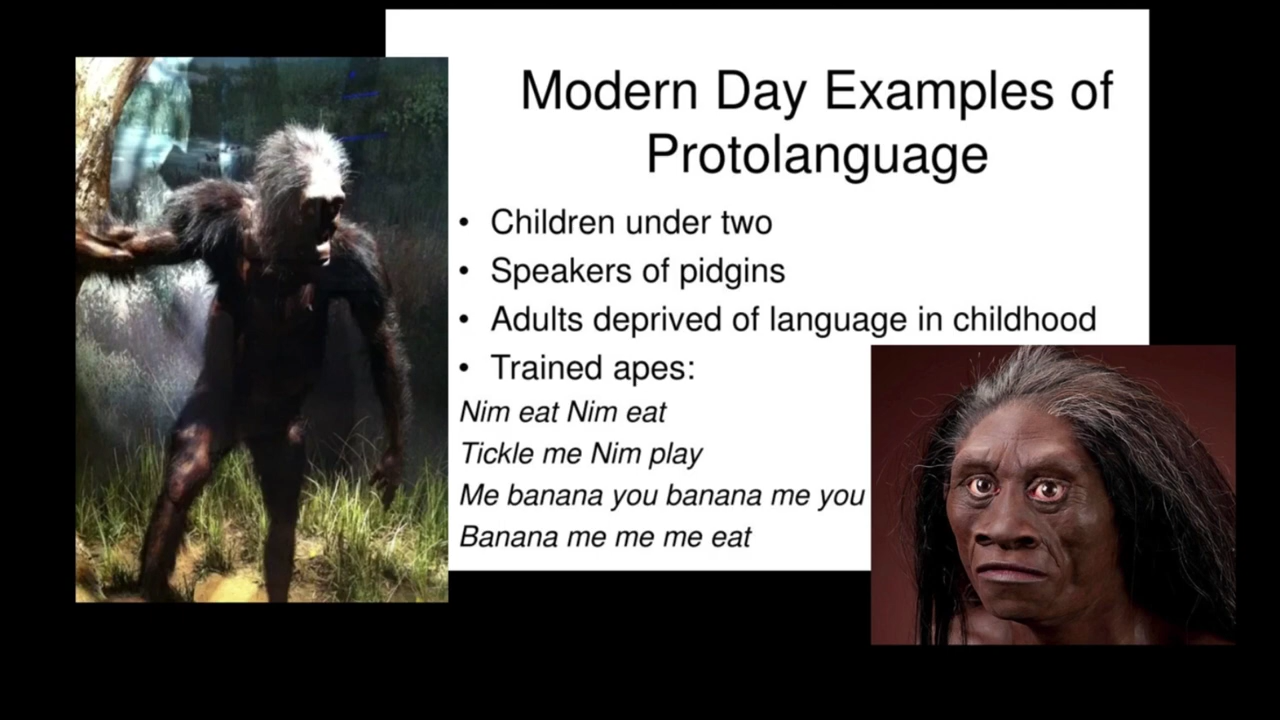 Modern Day Examples of
Protolanguage
• Children under two
• Speakers of pidgins
• Adults deprived of language in childhood
• Trained apes:
Nim eat Nim eat
Tickle me Nim play
Me banana you banana me you
Banana me me me eat